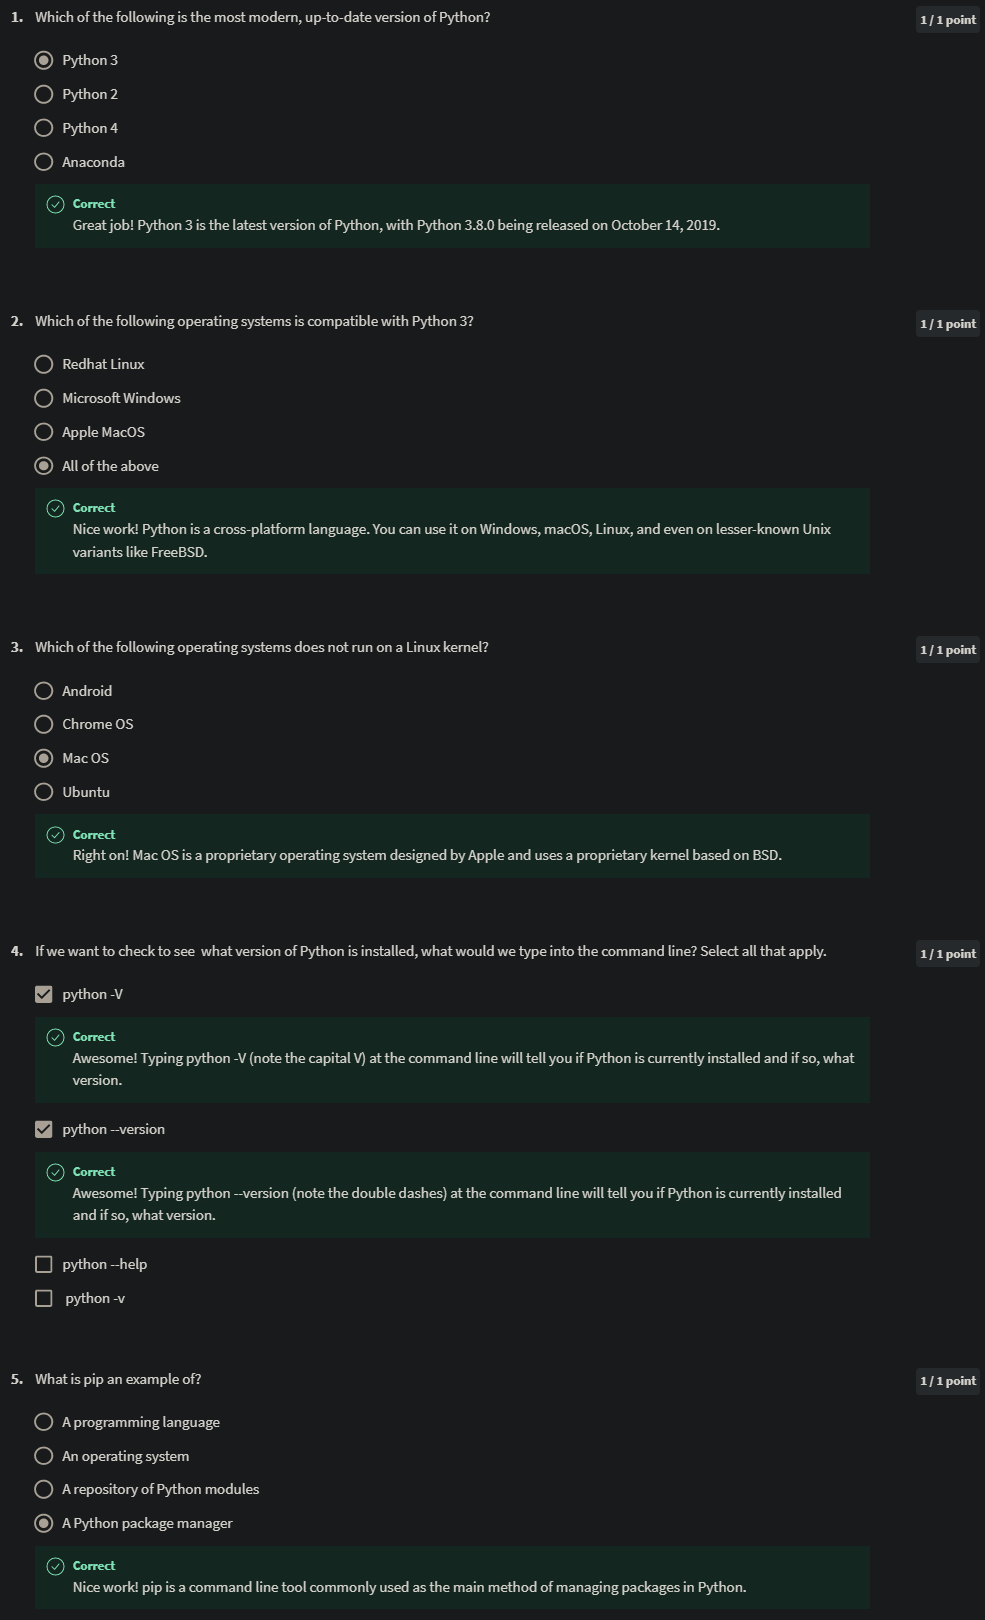 1. Which of the following is the most modern, up-to-date version of Python?
1 / 1 point
Python 3
Python 2
Python 4
Anaconda
Correct
Great job! Python 3 is the latest version of Python, with Python 3.8.0 being released on October 14, 2019.
2. Which of the following operating systems is compatible with Python 3?
1 / 1 point
Redhat Linux
Microsoft Windows
Apple MacOS
All of the above
Correct
Nice work! Python is a cross-platform language. You can use it on Windows, macOS, Linux, and even on lesser-known Unix
variants like FreeBSD.
3. Which of the following operating systems does not run on a Linux kernel?
1 / 1 point
Android
Chrome OS
Mac OS
Ubuntu
Correct
Right on! Mac OS is a proprietary operating system designed by Apple and uses a proprietary kernel based on BSD.
4. If we want to check to see  what version of Python is installed, what would we type into the command line? Select all that apply.
1 / 1 point
python -V
Correct
Awesome! Typing python -V (note the capital V) at the command line will tell you if Python is currently installed and if so, what
version.
python --version
Correct
Awesome! Typing python --version (note the double dashes) at the command line will tell you if Python is currently installed
and if so, what version.
python --help
python -v
5. What is pip an example of?
1 / 1 point
A programming language
An operating system
A repository of Python modules
A Python package manager
Correct
Nice work! pip is a command line tool commonly used as the main method of managing packages in Python.